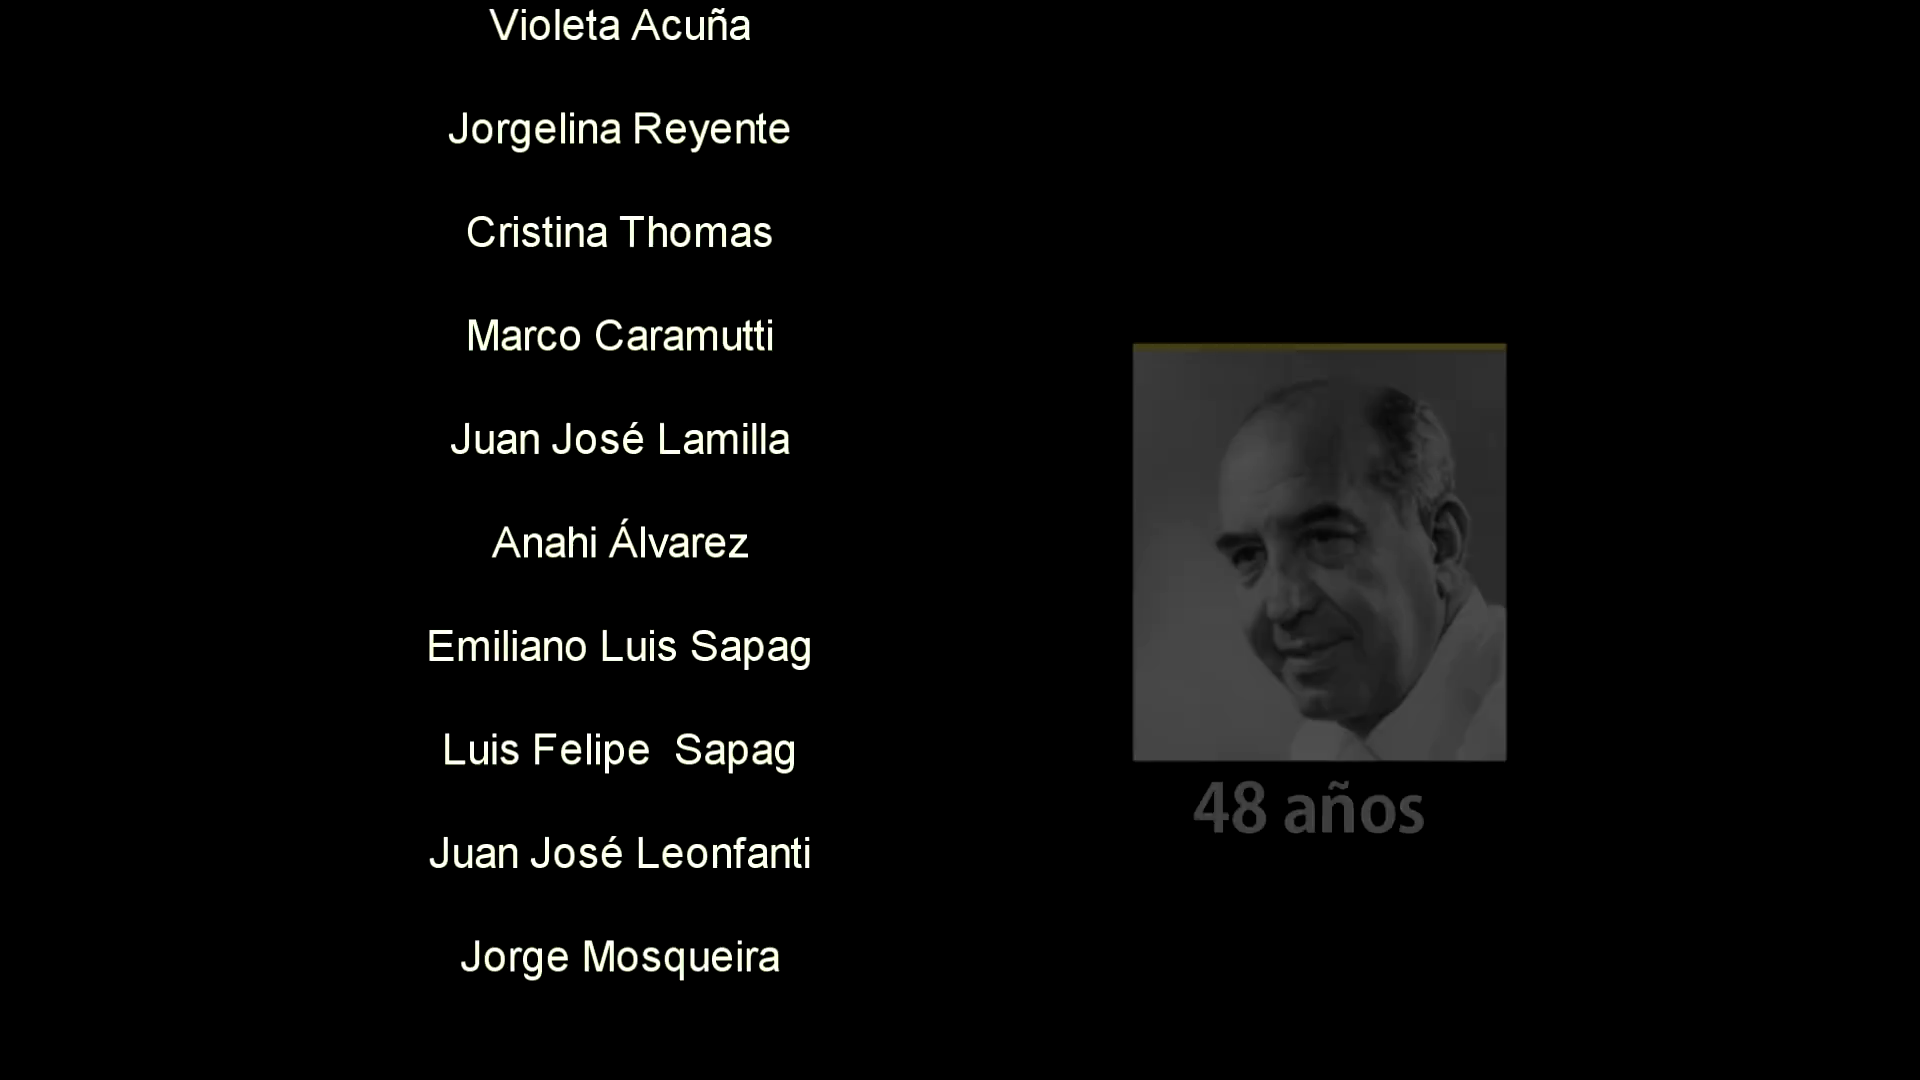 Violeta Acuña
Jorgelina Reyente
Cristina Thomas
Marco Caramutti
Juan José Lamilla
Anahi Álvarez
Emiliano Luis Sapag
Luis Felipe  Sapag
Juan José Leonfanti
Jorge Mosqueira
48 años